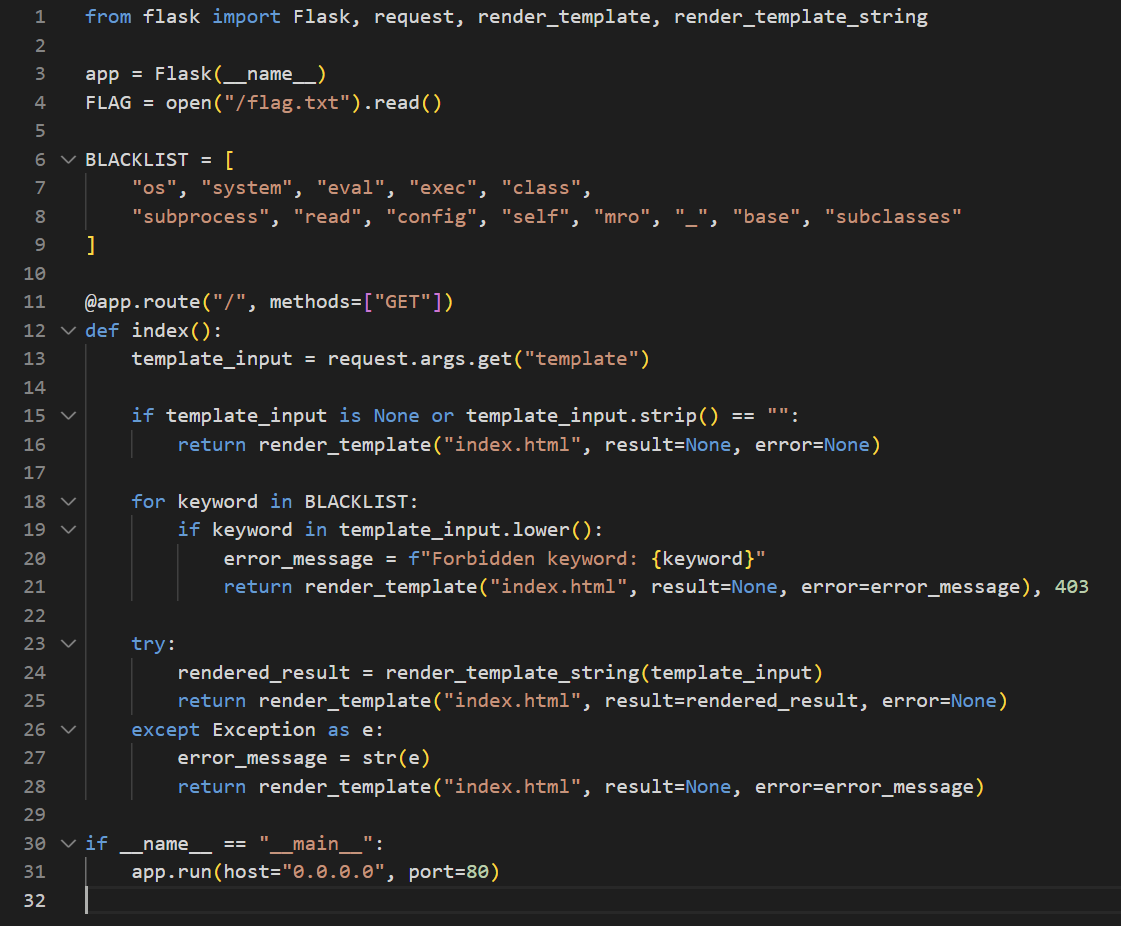 1 from flask import Flask, request, render_template, render_template_string
2
3 app = Flask(__name__)
4 FLAG = open("/flag.txt").read()
5
6 BLACKLIST = [
7     "os", "system", "eval", "exec", "class",
8     "subprocess", "read", "config", "self", "mro", "_", "base", "subclasses"
9 ]
10
11 @app.route("/", methods=["GET"])
12 def index():
13     template_input = request.args.get("template")
14
15     if template_input is None or template_input.strip() == "":
16         return render_template("index.html", result=None, error=None)
17
18     for keyword in BLACKLIST:
19         if keyword in template_input.lower():
20             error_message = f"Forbidden keyword: {keyword}"
21             return render_template("index.html", result=None, error=error_message), 403
22
23     try:
24         rendered_result = render_template_string(template_input)
25         return render_template("index.html", result=rendered_result, error=None)
26     except Exception as e:
27         error_message = str(e)
28         return render_template("index.html", result=None, error=error_message)
29
30 if __name__ == "__main__":
31     app.run(host="0.0.0.0", port=80)
32